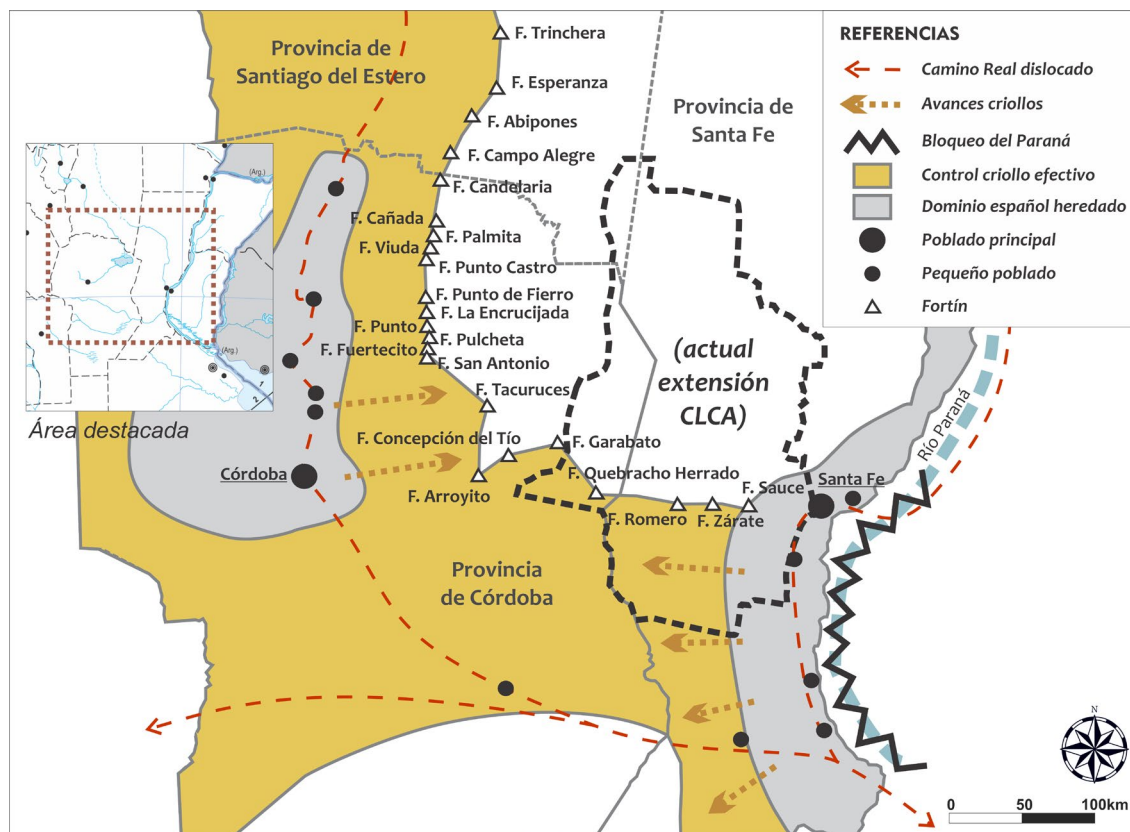 Provincia de
Santiago del Estero
F. Trinchera
F. Esperanza
F. Abipones
F. Campo Alegre
F. Candelaria
F. Cañada
F. Palmita
F. Viuda
F. Punto Castro
F. Punto de Fierro
F. La Encrucijada
F. Punto
F. Pulcheta
F. Fuertecito
F. San Antonio
F. Tacuruces
F. Concepción del Tío
F. Garabato
F. Arroyito
F. Quebracho Herrado
F. Romero
F. Zárate
F. Sauce
Provincia de
Santa Fe
(actual
extensión
CLCA)
Santa Fe
Río Paraná
Córdoba
Provincia
de Córdoba
(Arg.)
(Arg.)
1
2
Área destacada
REFERENCIAS
Camino Real dislocado
Avances criollos
Bloqueo del Paraná
Control criollo efectivo
Dominio español heredado
Poblado principal
Pequeño poblado
Fortín
N
0 50 100km